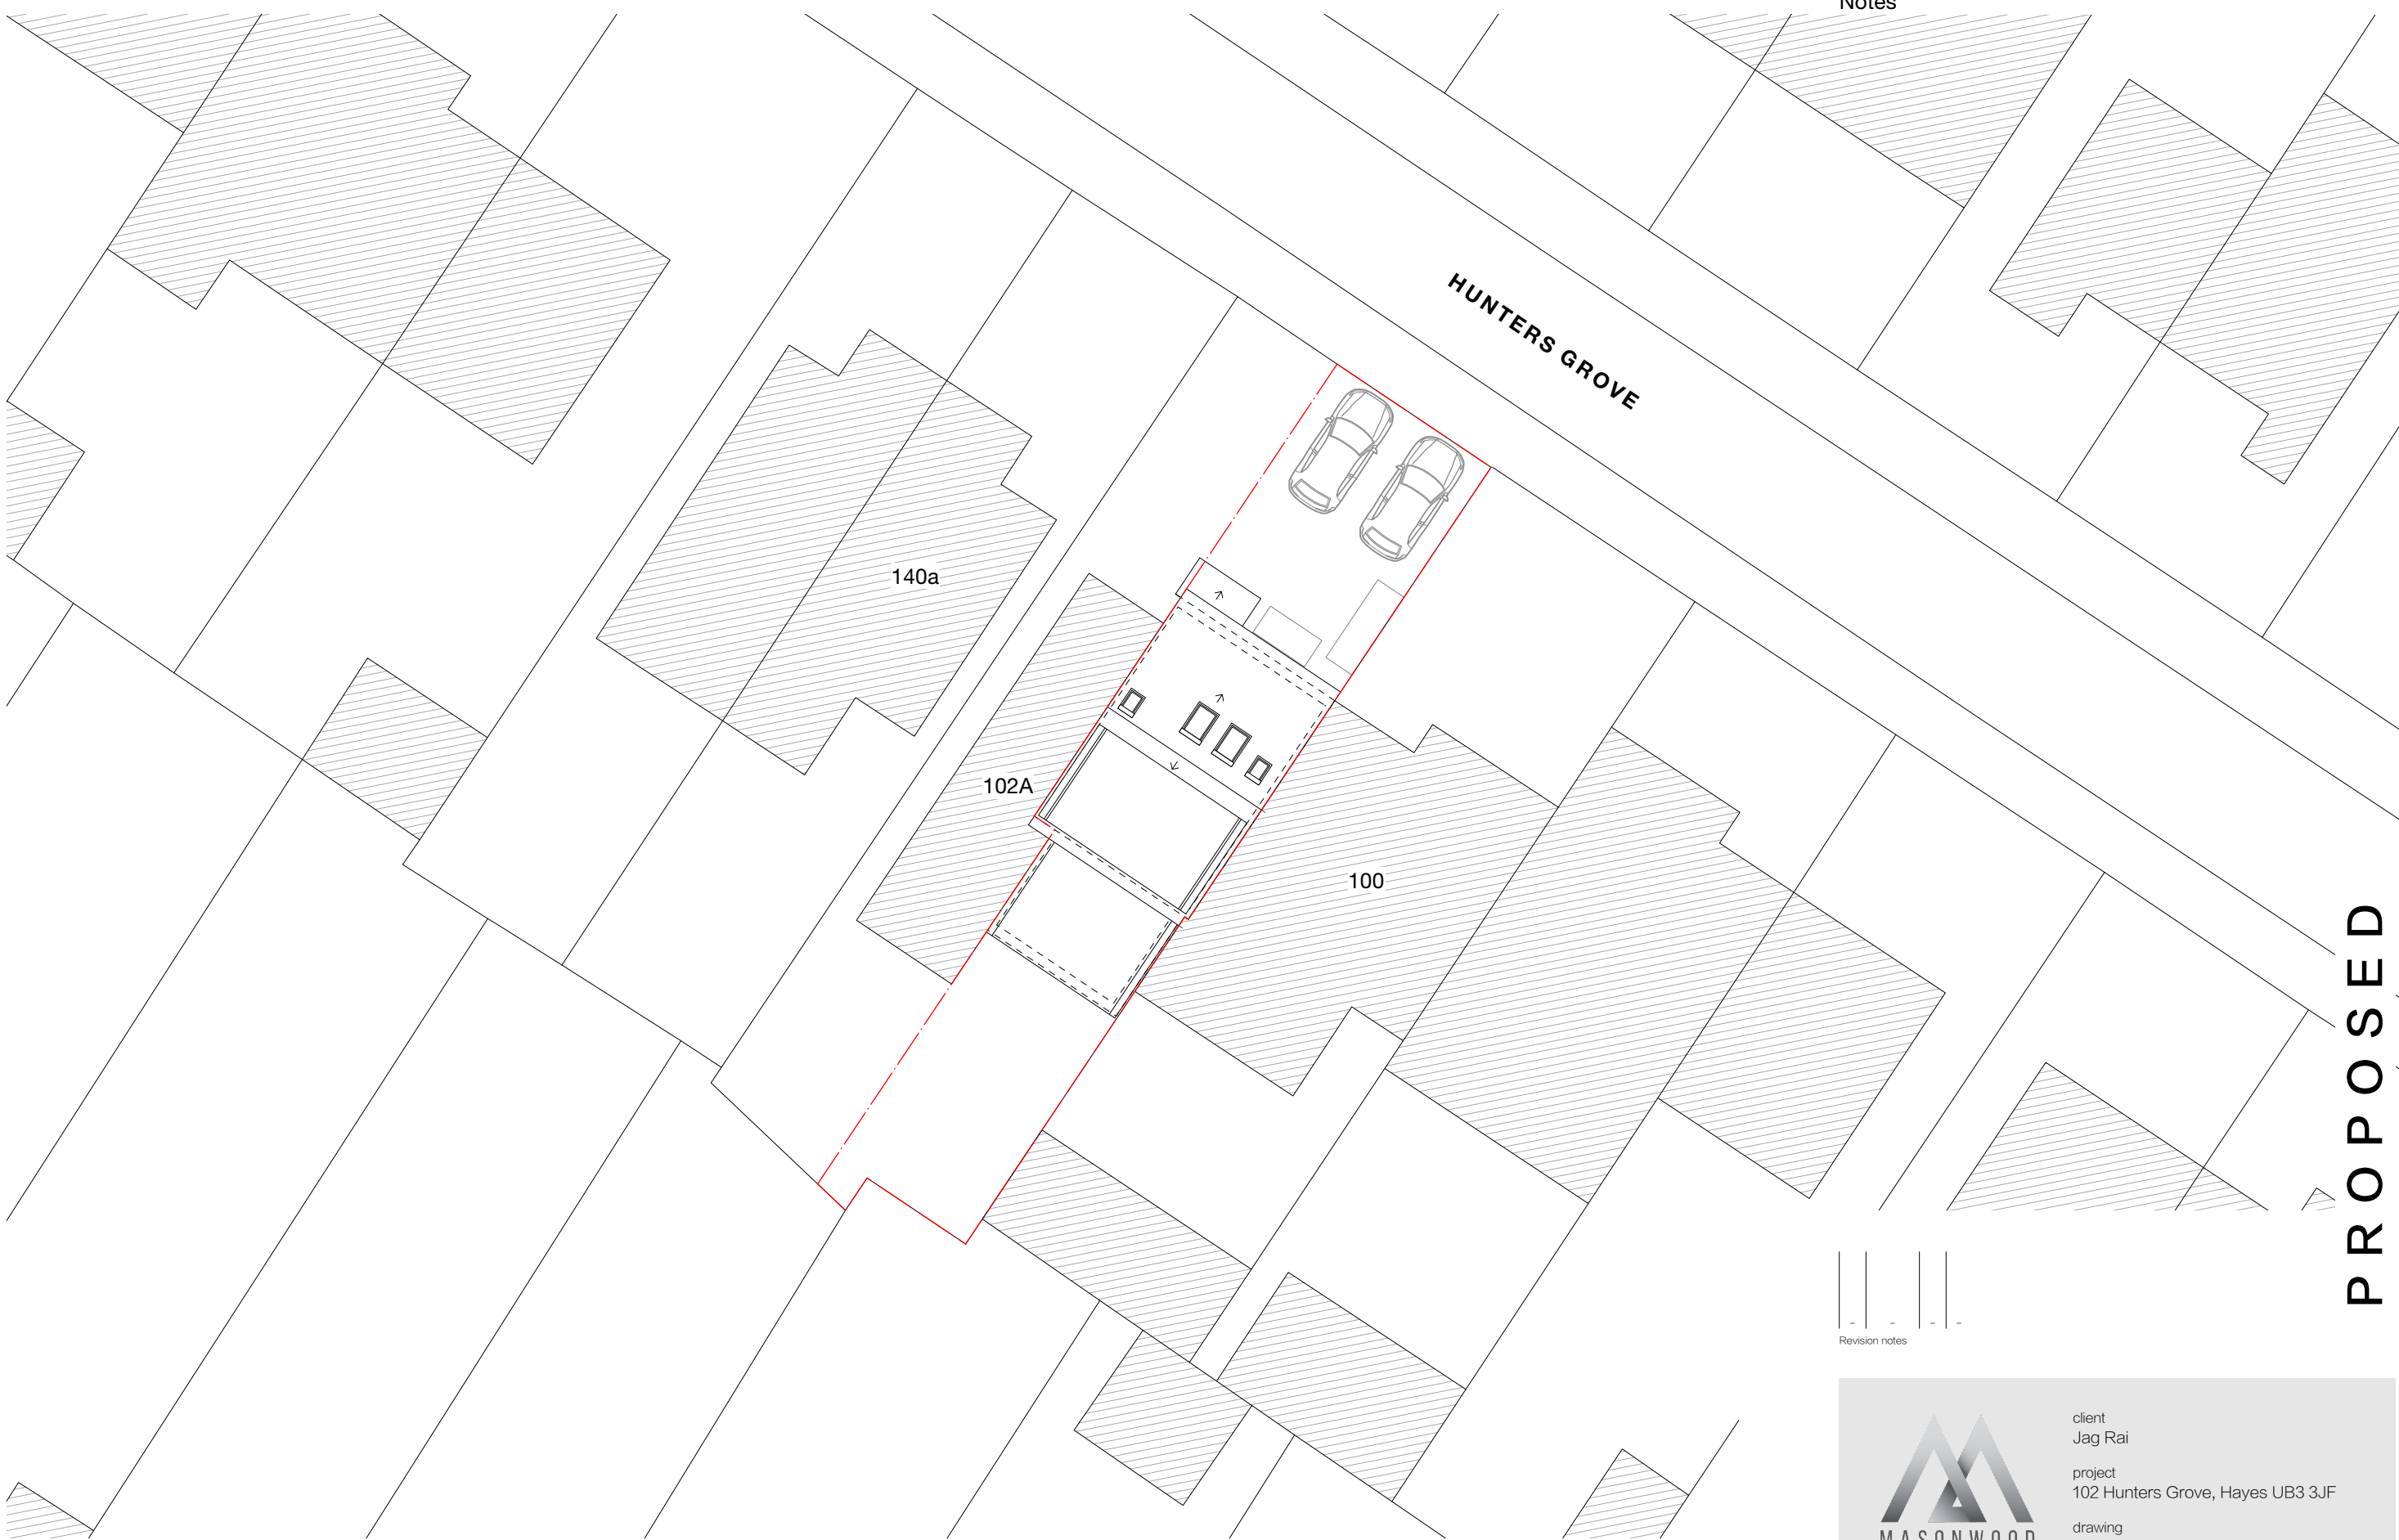 Notes
HUNTERS GROVE
140a
102A
100
PROPOSED
- - - -
Revision notes
client
Jag Rai
project
102 Hunters Grove, Hayes UB3 3JF
drawing
MASONWOOD